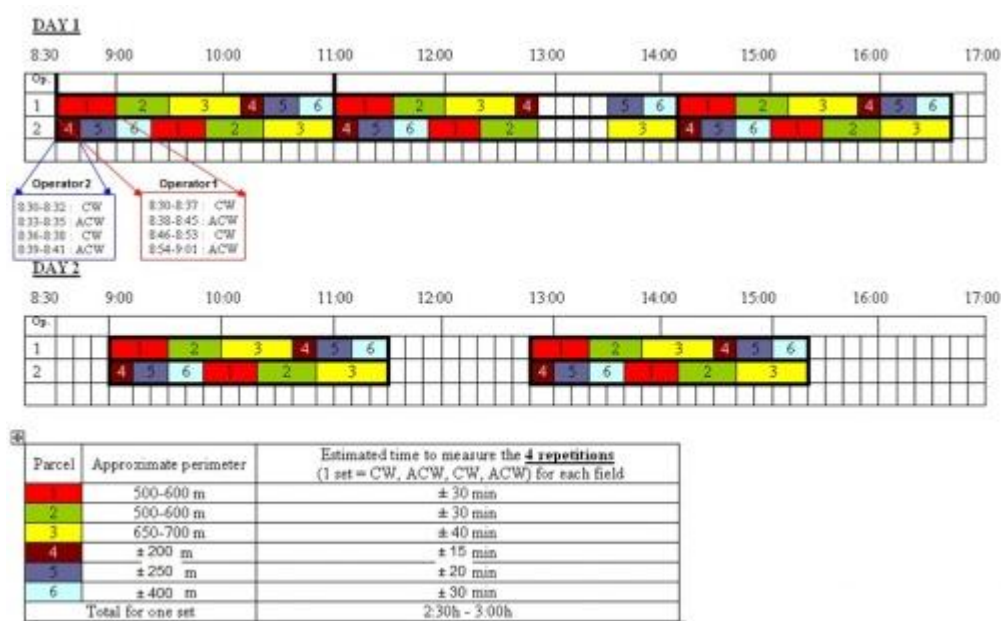 DAY 1
8:30 9:00 10:00 11:00 12:00 13:00 14:00 15:00 16:00 17:00
Op.
1 1 2 3 4 5 6 1 2 3 4 5 6 1 2 3 4 5 6
2 4 5 6 1 2 3 4 5 6 1 2 3 4 5 6 1 2 3
Operator2 Operator1
8:30-8:32 : CW 8:30-8:37 : CW
8:33-8:35 : ACW 8:38-8:45 : ACW
8:36-8:38 : CW 8:46-8:53 : CW
8:39-8:41 : ACW 8:54-9:01 : ACW
DAY 2
8:30 9:00 10:00 11:00 12:00 13:00 14:00 15:00 16:00 17:00
Op.
1 1 2 3 4 5 6 1 2 3 4 5 6
2 4 5 6 1 2 3 4 5 6 1 2 3
Parcel Approximate perimeter Estimated time to measure the 4 repetitions
(1 set = CW, ACW, CW, ACW) for each field
1 500-600 m ± 30 min
2 500-600 m ± 30 min
3 650-700 m ± 40 min
4 ± 200 m ± 15 min
5 ± 250 m ± 20 min
6 ± 400 m ± 30 min
Total for one set 2:30h - 3:00h